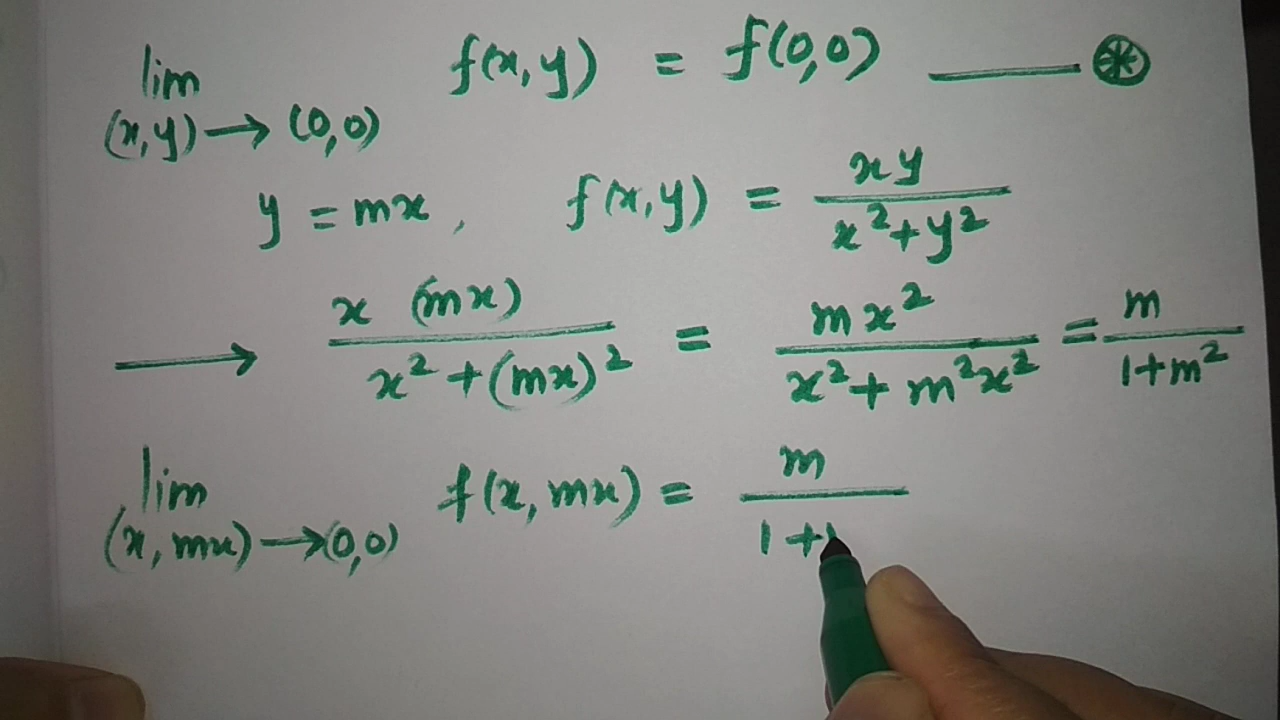 lim (x,y)→(0,0) f(x,y) = f(0,0) —— ⊛
y = mx, f(x,y) = xy / x²+y²
→ x (mx) / x²+(mx)² = mx² / x²+m²x² = m / 1+m²
lim (x,mx)→(0,0) f(x,mx) = m / 1+